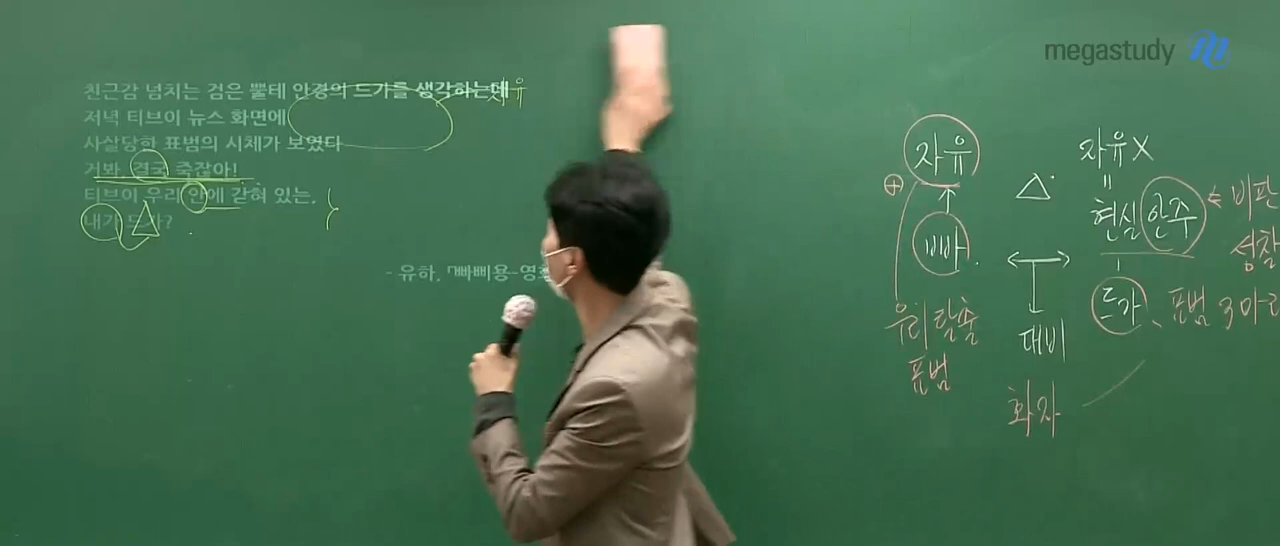 megastudy
친근감 넘치는 검은 뿔테 안경의 드가를 생각하는데
저녁 티브이 뉴스 화면에
사살당한 표범의 시체가 보였다
거봐, 결국 죽잖아!
티브이 우리 안에 갇혀 있는,
내가 드가?
- 유하, 「빠삐용-영화
자유
자유
빠삐
우리 탈출
표범
대비
화자
자유 X
=
현실 안주
비판
성찰
드가
표범 3마리